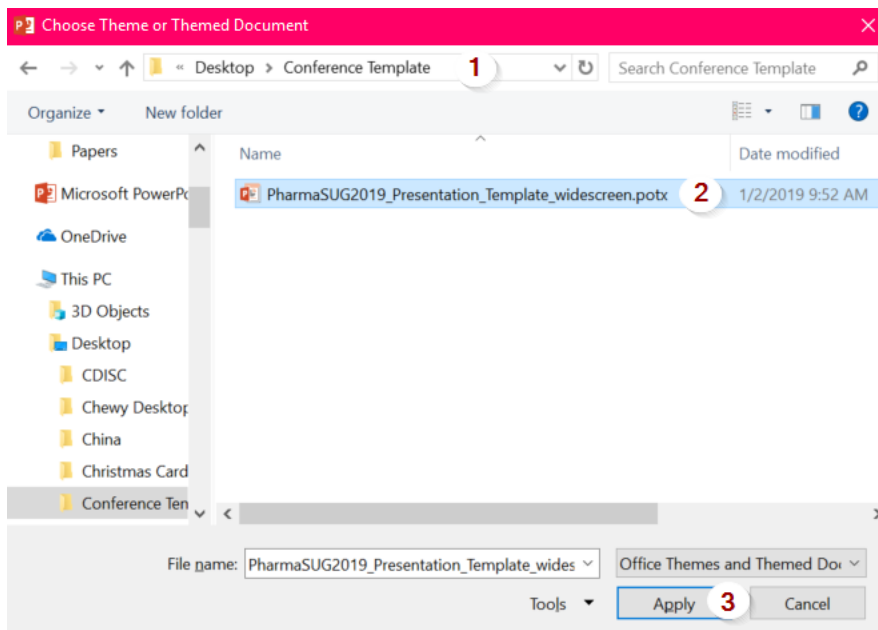 Choose Theme or Themed Document
« Desktop > Conference Template 1 Search Conference Template
Organize New folder
Papers Name Date modified
Microsoft PowerPo PharmaSUG2019_Presentation_Template_widescreen.potx 2 1/2/2019 9:52 AM
OneDrive
This PC
3D Objects
Desktop
CDISC
Chewy Desktop
China
Christmas Card
Conference Ten
File name: PharmaSUG2019_Presentation_Template_wides Office Themes and Themed Do
Tools Apply 3 Cancel